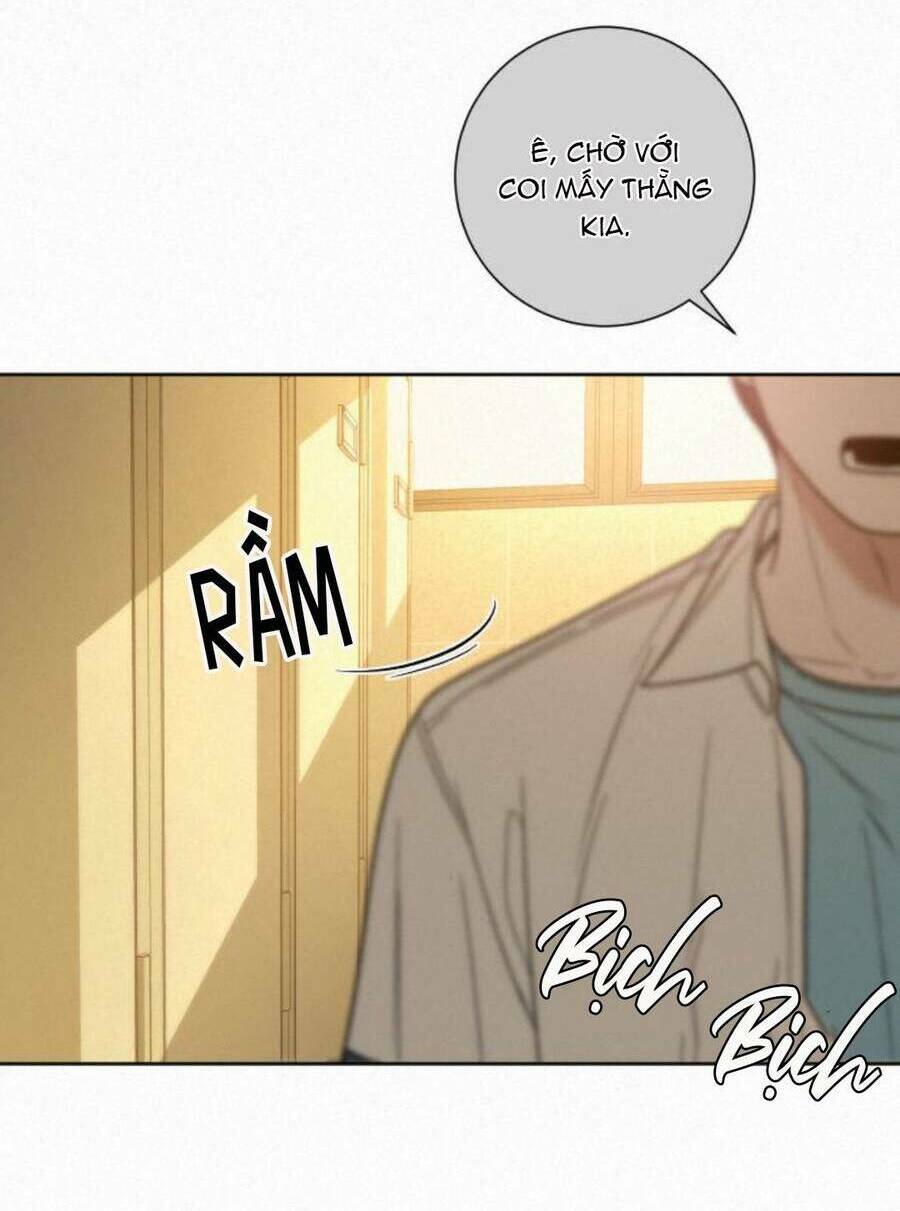 Ê, CHỜ VỚI
COI MẤY THẰNG
KIA.
RẦM
Bịch
Bịch